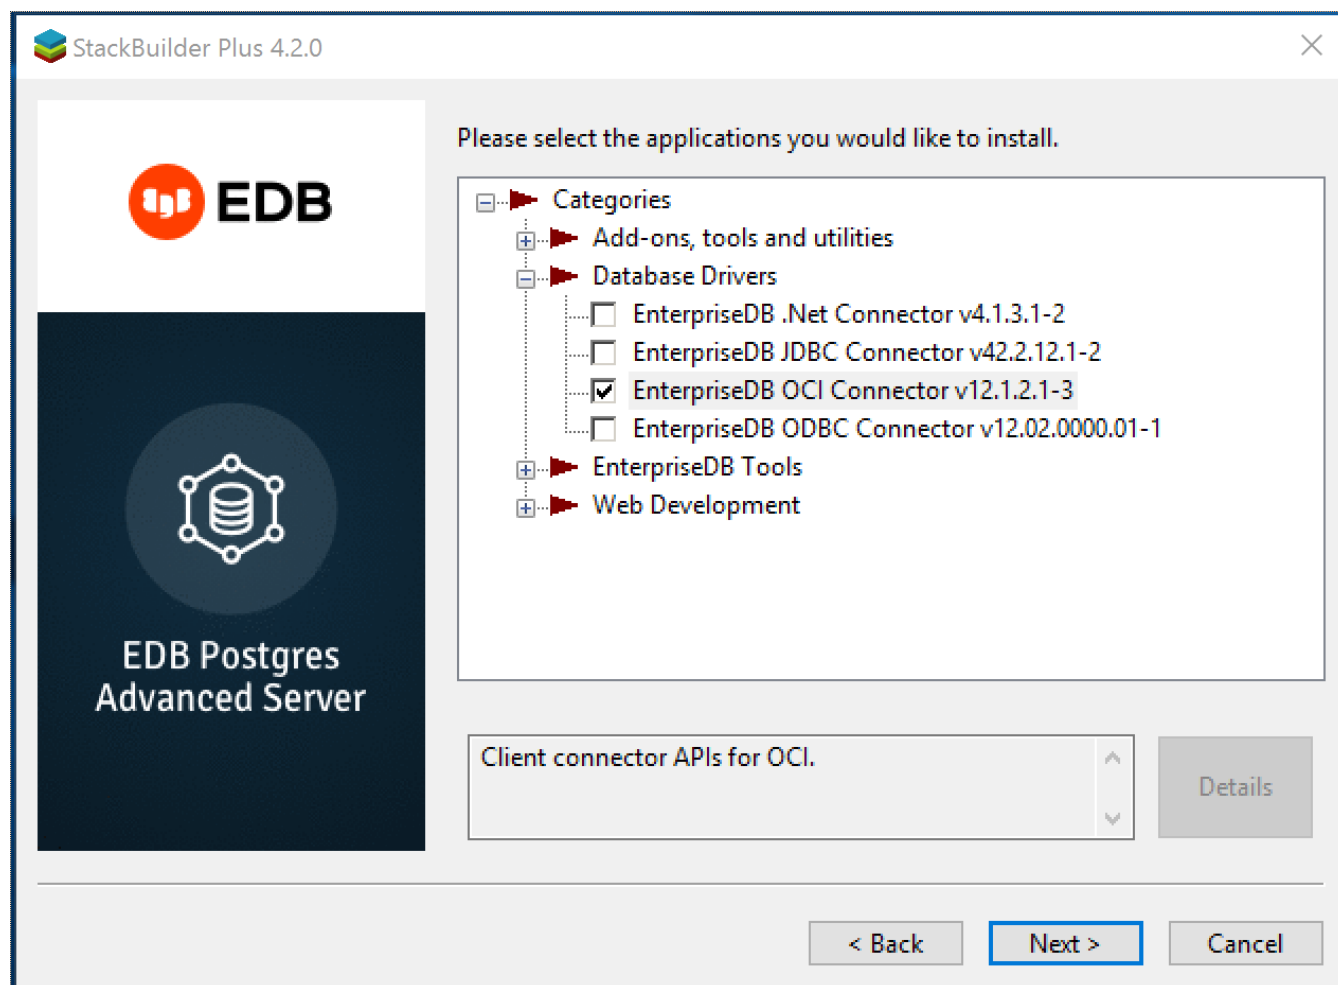 StackBuilder Plus 4.2.0
EDB
EDB Postgres
Advanced Server
Please select the applications you would like to install.
Categories
Add-ons, tools and utilities
Database Drivers
EnterpriseDB .Net Connector v4.1.3.1-2
EnterpriseDB JDBC Connector v42.2.12.1-2
EnterpriseDB OCI Connector v12.1.2.1-3
EnterpriseDB ODBC Connector v12.02.0000.01-1
EnterpriseDB Tools
Web Development
Client connector APIs for OCI.
Details
< Back
Next >
Cancel